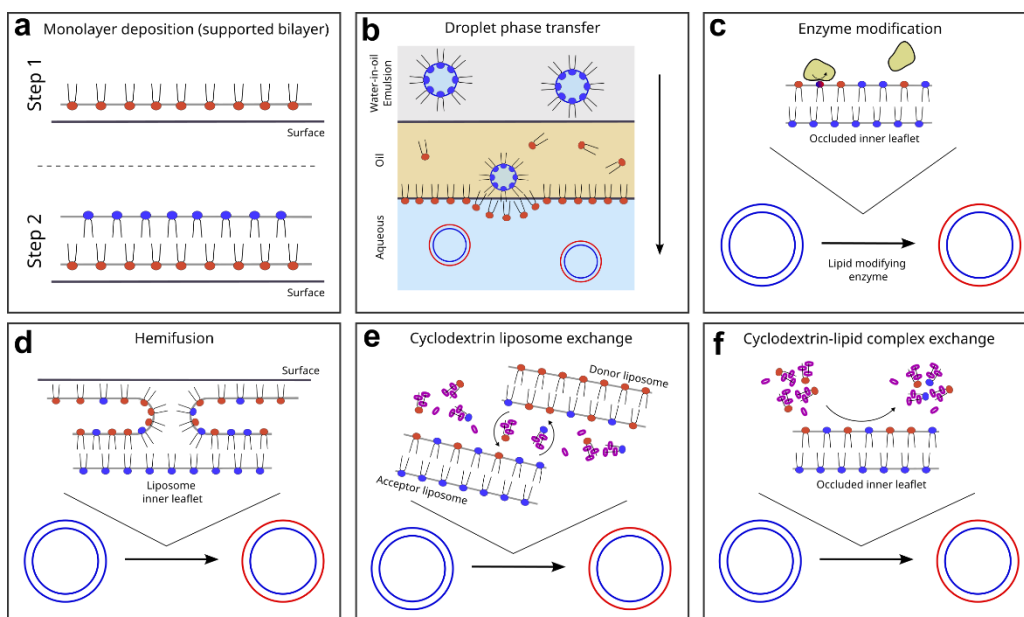 a Monolayer deposition (supported bilayer)
Step 1
Surface
Step 2
Surface
b Droplet phase transfer
Water-in-oil
Emulsion
Oil
Aqueous
c Enzyme modification
Occluded inner leaflet
Lipid modifying
enzyme
d Hemifusion
Surface
Liposome
inner leaflet
e Cyclodextrin liposome exchange
Donor liposome
Acceptor liposome
f Cyclodextrin-lipid complex exchange
Occluded inner leaflet